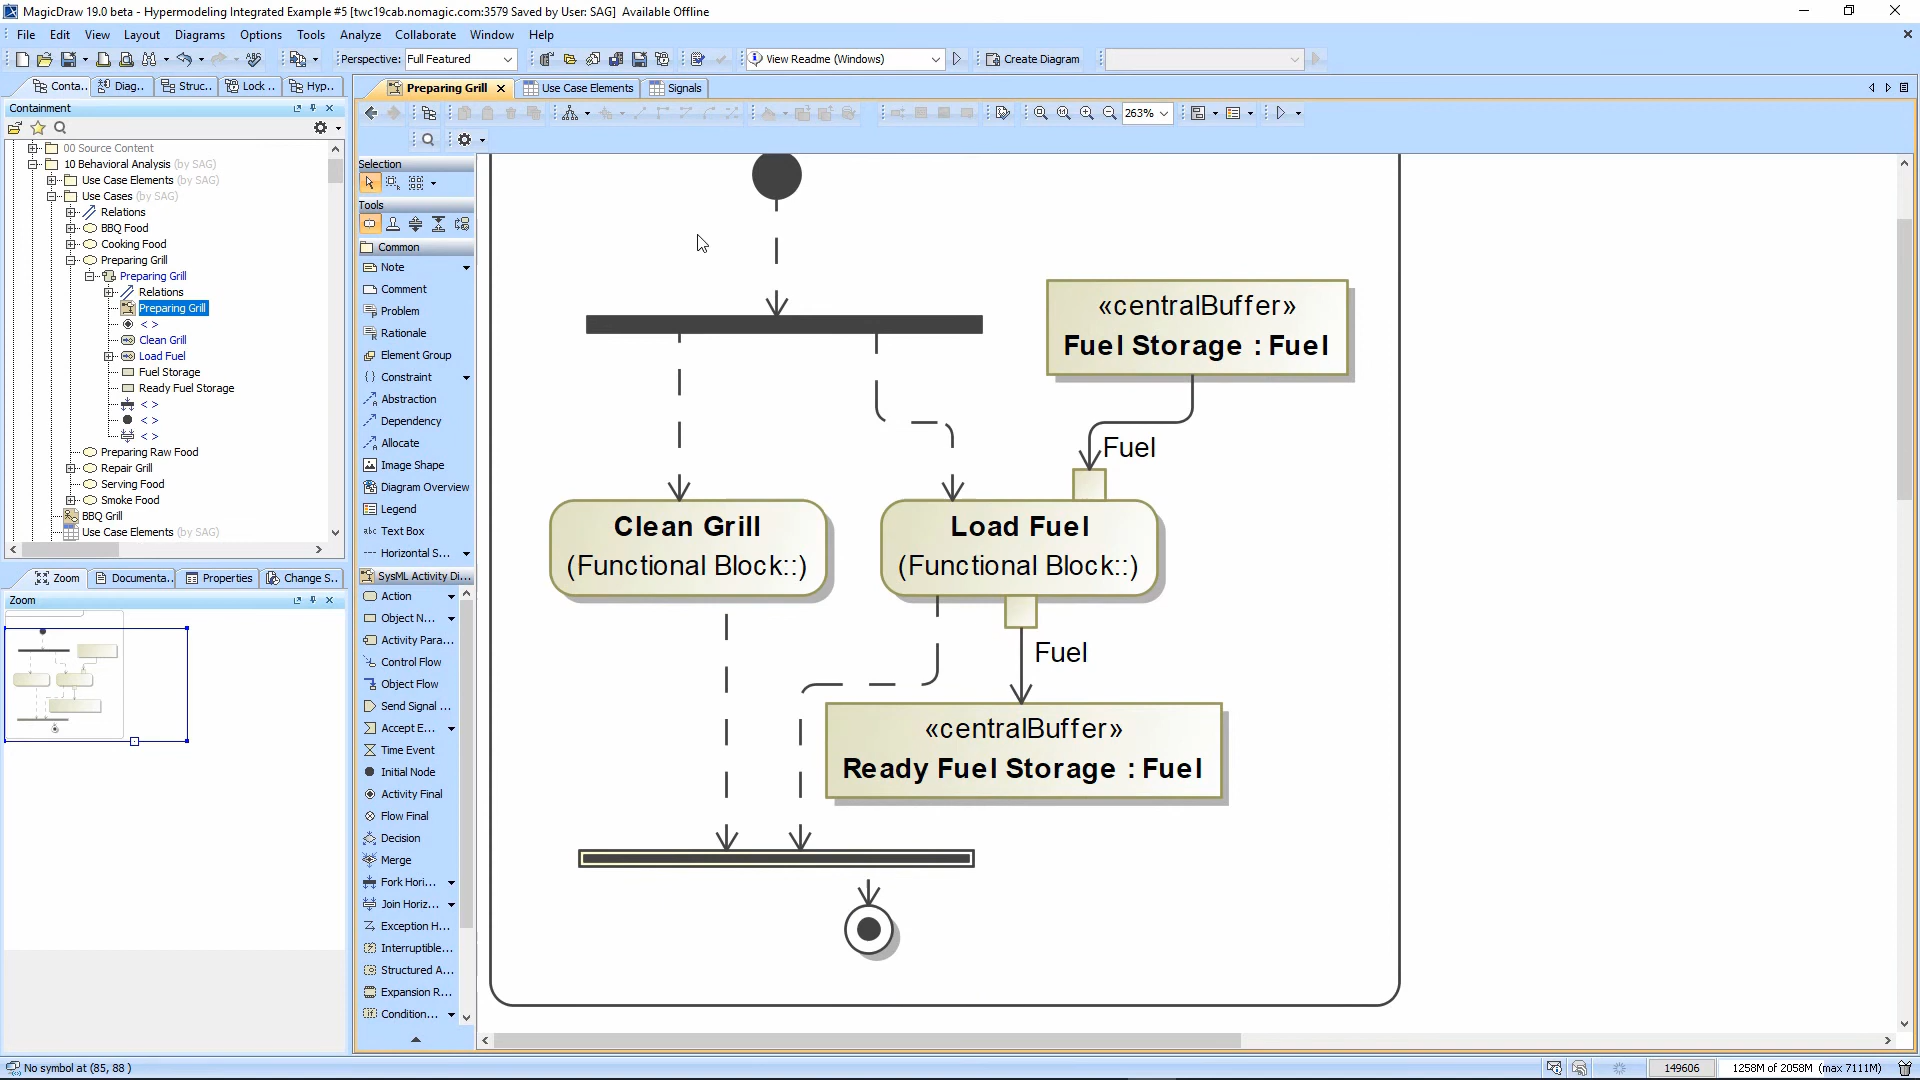 MagicDraw 19.0 beta - Hypermodeling Integrated Example #5 [twc19cab.nomagic.com:3579 Saved by User: SAG] Available Offline
File Edit View Layout Diagrams Options Tools Analyze Collaborate Window Help
Perspective: Full Featured View Readme (Windows) Create Diagram
Conta.. Diag.. Struc.. Lock .. Hyp.. Preparing Grill Use Case Elements Signals
Containment
263%
00 Source Content
10 Behavioral Analysis (by SAG)
Use Case Elements (by SAG)
Use Cases (by SAG)
Relations
BBQ Food
Cooking Food
Preparing Grill
Preparing Grill
Relations
Preparing Grill
< >
Clean Grill
Load Fuel
Fuel Storage
Ready Fuel Storage
< >
< >
< >
Preparing Raw Food
Repair Grill
Serving Food
Smoke Food
BBQ Grill
Use Case Elements (by SAG)
Zoom Documenta.. Properties Change S..
Zoom
Selection
Tools
Common
Note
Comment
Problem
Rationale
Element Group
Constraint
Abstraction
Dependency
Allocate
Image Shape
Diagram Overview
Legend
Text Box
Horizontal S...
SysML Activity Di...
Action
Object N...
Activity Para...
Control Flow
Object Flow
Send Signal ...
Accept E...
Time Event
Initial Node
Activity Final
Flow Final
Decision
Merge
Fork Hori...
Join Horiz...
Exception H...
Interruptible...
Structured A...
Expansion R...
Condition...
«centralBuffer»
Fuel Storage : Fuel
Fuel
Clean Grill
(Functional Block::)
Load Fuel
(Functional Block::)
Fuel
«centralBuffer»
Ready Fuel Storage : Fuel
No symbol at (85, 88 )
149606 1258M of 2058M (max 7111M)